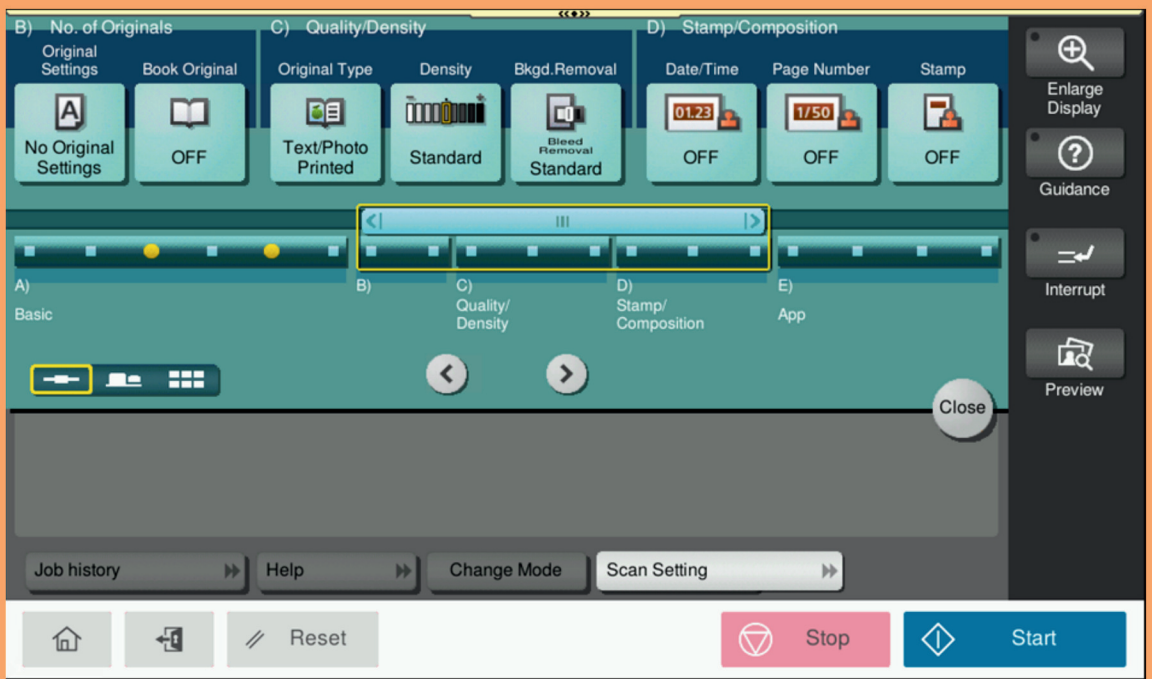 B) No. of Originals
C) Quality/Density
D) Stamp/Composition
Original
Settings
Book Original
Original Type
Density
Bkgd.Removal
Date/Time
Page Number
Stamp
A
No Original
Settings
OFF
Text/Photo
Printed
Standard
Bleed
Removal
Standard
01.23
OFF
1/50
OFF
OFF
A)
Basic
B)
C)
Quality/
Density
D)
Stamp/
Composition
E)
App
Close
Enlarge
Display
Guidance
Interrupt
Preview
Job history
Help
Change Mode
Scan Setting
Reset
Stop
Start